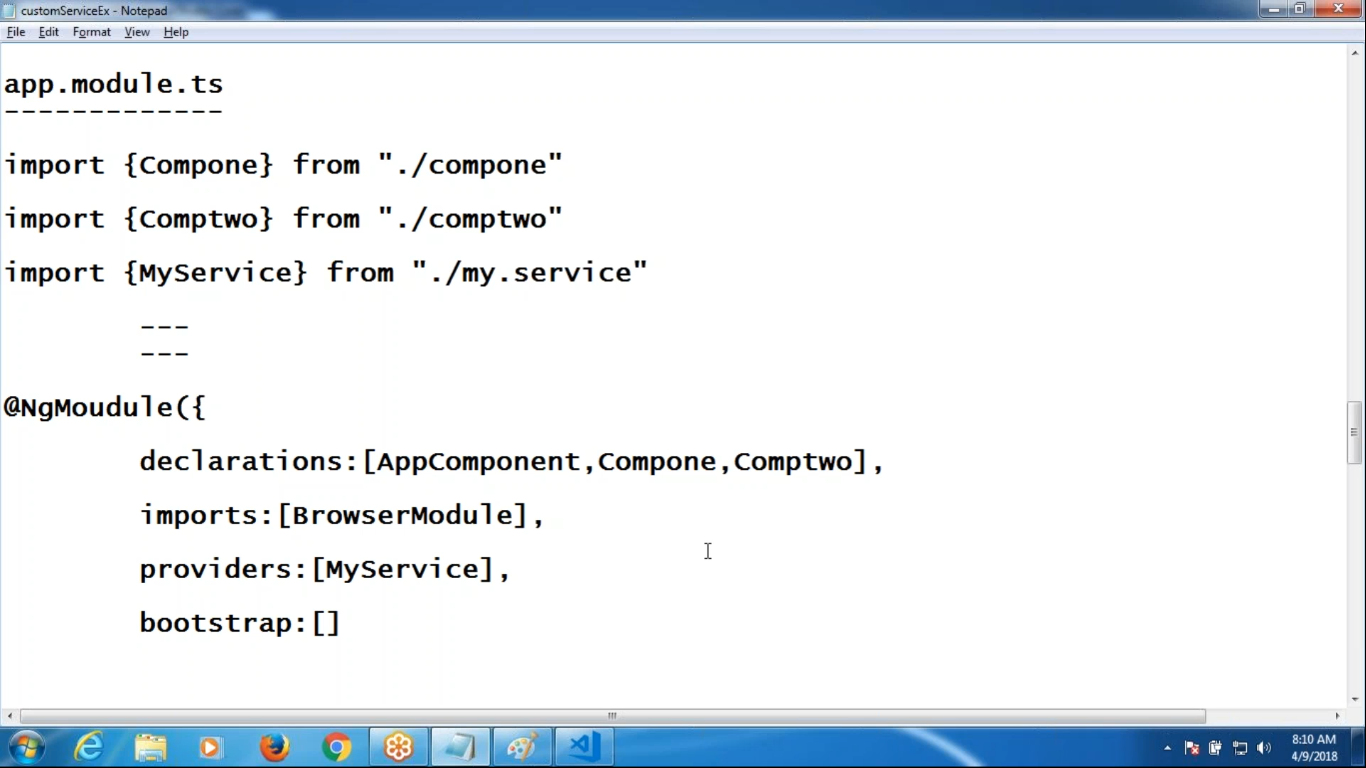 customServiceEx - Notepad
File Edit Format View Help
app.module.ts
-------------
import {Compone} from "./compone"
import {Comptwo} from "./comptwo"
import {MyService} from "./my.service"
---
---
@NgMoudule({
declarations:[AppComponent,Compone,Comptwo],
imports:[BrowserModule],
providers:[MyService],
bootstrap:[]
8:10 AM
4/9/2018